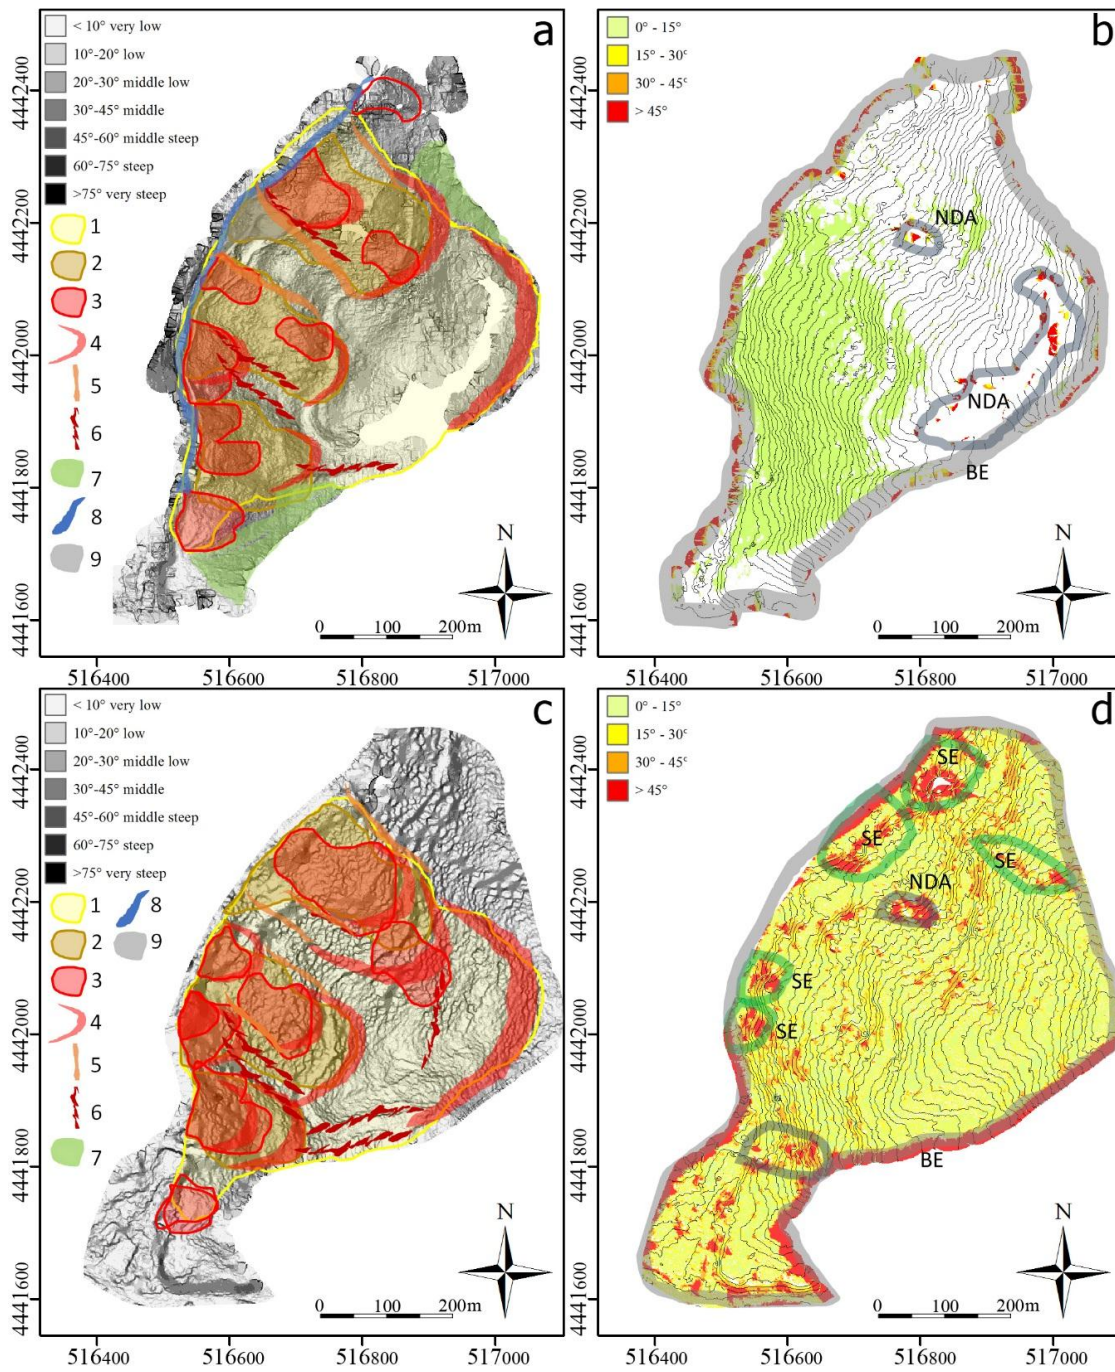 a
< 10° very low
10°-20° low
20°-30° middle low
30°-45° middle
45°-60° middle steep
60°-75° steep
>75° very steep
1
2
3
4
5
6
7
8
9
4442400
4442200
4442000
4441800
4441600
N
0 100 200m
516400 516600 516800 517000
b
0° - 15°
15° - 30°
30° - 45°
> 45°
NDA
NDA
BE
4442400
4442200
4442000
4441800
4441600
N
0 100 200m
516400 516600 516800 517000
c
< 10° very low
10°-20° low
20°-30° middle low
30°-45° middle
45°-60° middle steep
60°-75° steep
>75° very steep
1 8
2 9
3
4
5
6
7
4442400
4442200
4442000
4441800
4441600
N
0 100 200m
516400 516600 516800 517000
d
0° - 15°
15° - 30°
30° - 45°
> 45°
SE
SE
SE
NDA
SE
SE
BE
4442400
4442200
4442000
4441800
4441600
N
0 100 200m
516400 516600 516800 517000